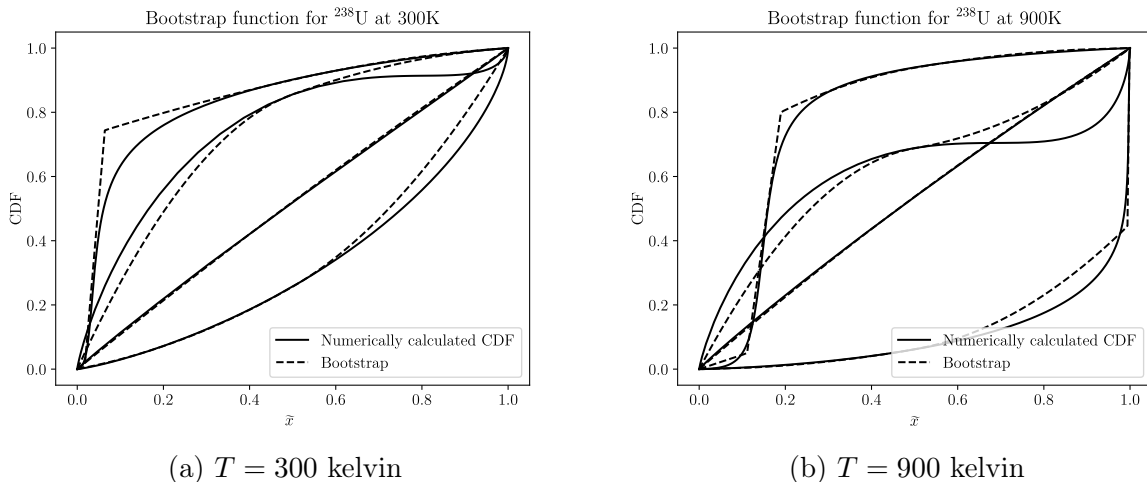 Bootstrap function for ²³⁸U at 300K
1.0
0.8
0.6
0.4
0.2
0.0
CDF
0.0 0.2 0.4 0.6 0.8 1.0
x̃
Numerically calculated CDF
Bootstrap
(a) T = 300 kelvin
Bootstrap function for ²³⁸U at 900K
1.0
0.8
0.6
0.4
0.2
0.0
CDF
0.0 0.2 0.4 0.6 0.8 1.0
x̃
Numerically calculated CDF
Bootstrap
(b) T = 900 kelvin